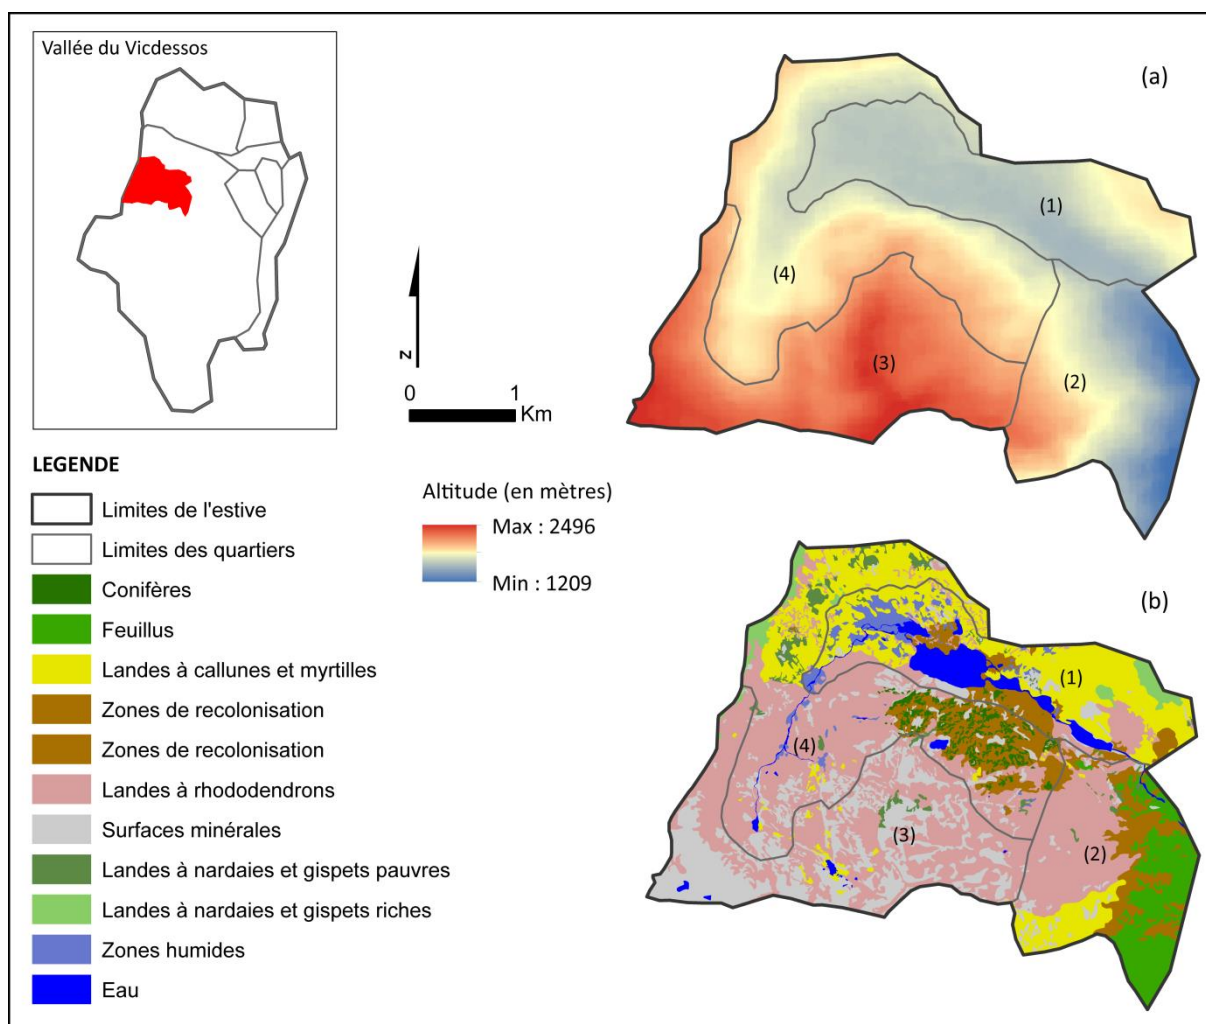 Vallée du Vicdessos
(a)
(1)
(4)
(3)
(2)
N
0 1
Km
LEGENDE
Limites de l'estive
Limites des quartiers
Conifères
Feuillus
Landes à callunes et myrtilles
Zones de recolonisation
Zones de recolonisation
Landes à rhododendrons
Surfaces minérales
Landes à nardaies et gispets pauvres
Landes à nardaies et gispets riches
Zones humides
Eau
Altitude (en mètres)
Max : 2496
Min : 1209
(b)
(1)
(4)
(3)
(2)